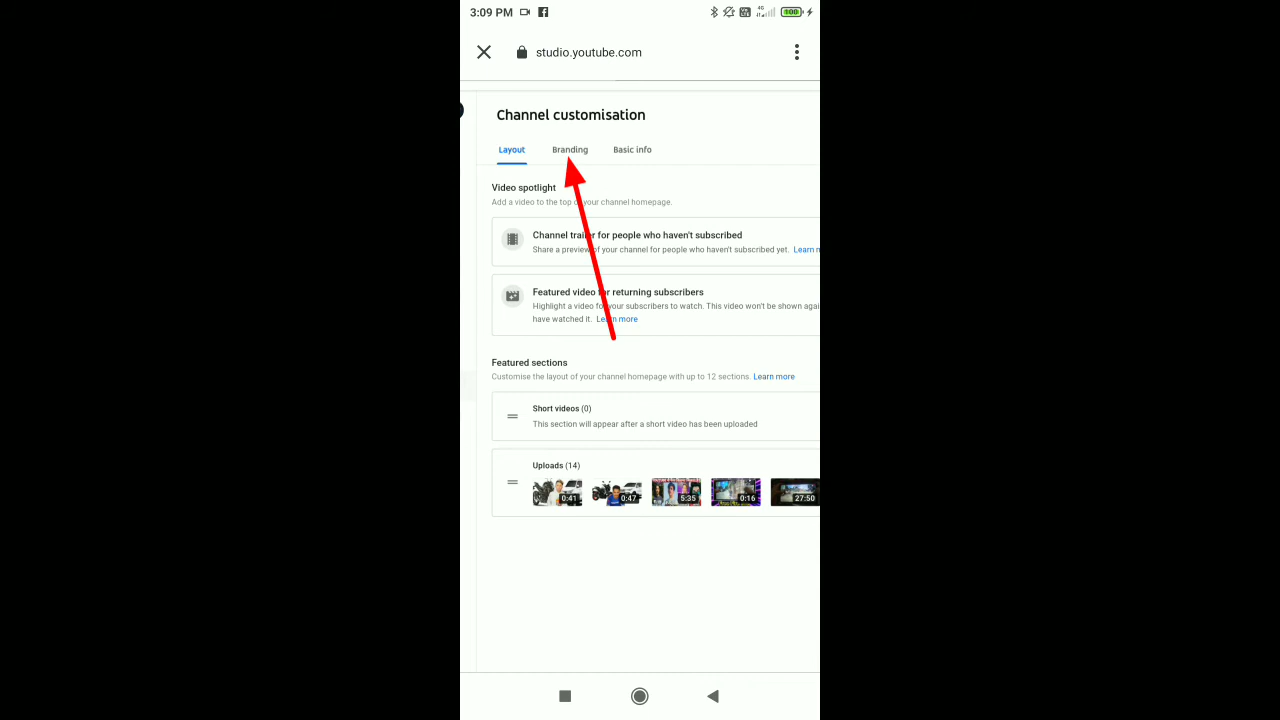 3:09 PM
4G
100
studio.youtube.com
Channel customisation
Layout Branding Basic info
Video spotlight
Add a video to the top of your channel homepage.
Channel trailer for people who haven't subscribed
Share a preview of your channel for people who haven't subscribed yet. Learn
Featured video for returning subscribers
Highlight a video for your subscribers to watch. This video won't be shown agai
have watched it. Learn more
Featured sections
Customise the layout of your channel homepage with up to 12 sections. Learn more
Short videos (0)
This section will appear after a short video has been uploaded
Uploads (14)
0:41 0:47 5:35 0:16 27:50